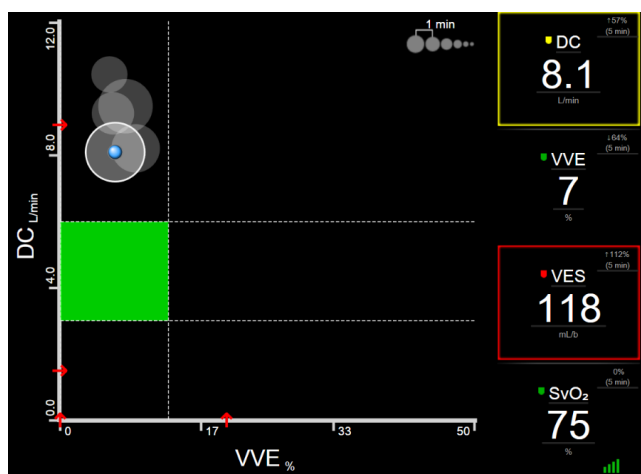 12.0
8.0
4.0
0.0
DC L/min
0
17
33
50
VVE %
1 min
↑57%
(5 min)
DC
8.1
L/min
↓64%
(5 min)
VVE
7
%
↑112%
(5 min)
VES
118
mL/b
0%
(5 min)
SvO₂
75
%